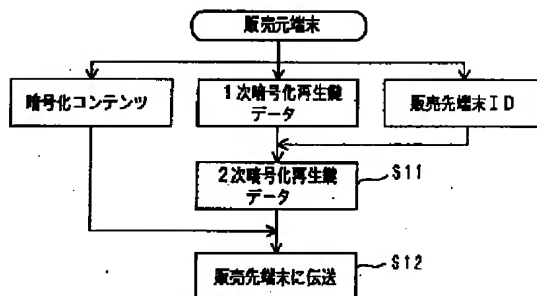 販売元端末
暗号化コンテンツ
1次暗号化再生鍵
データ
販売先端末ID
2次暗号化再生鍵
データ
S11
販売先端末に伝送
S12